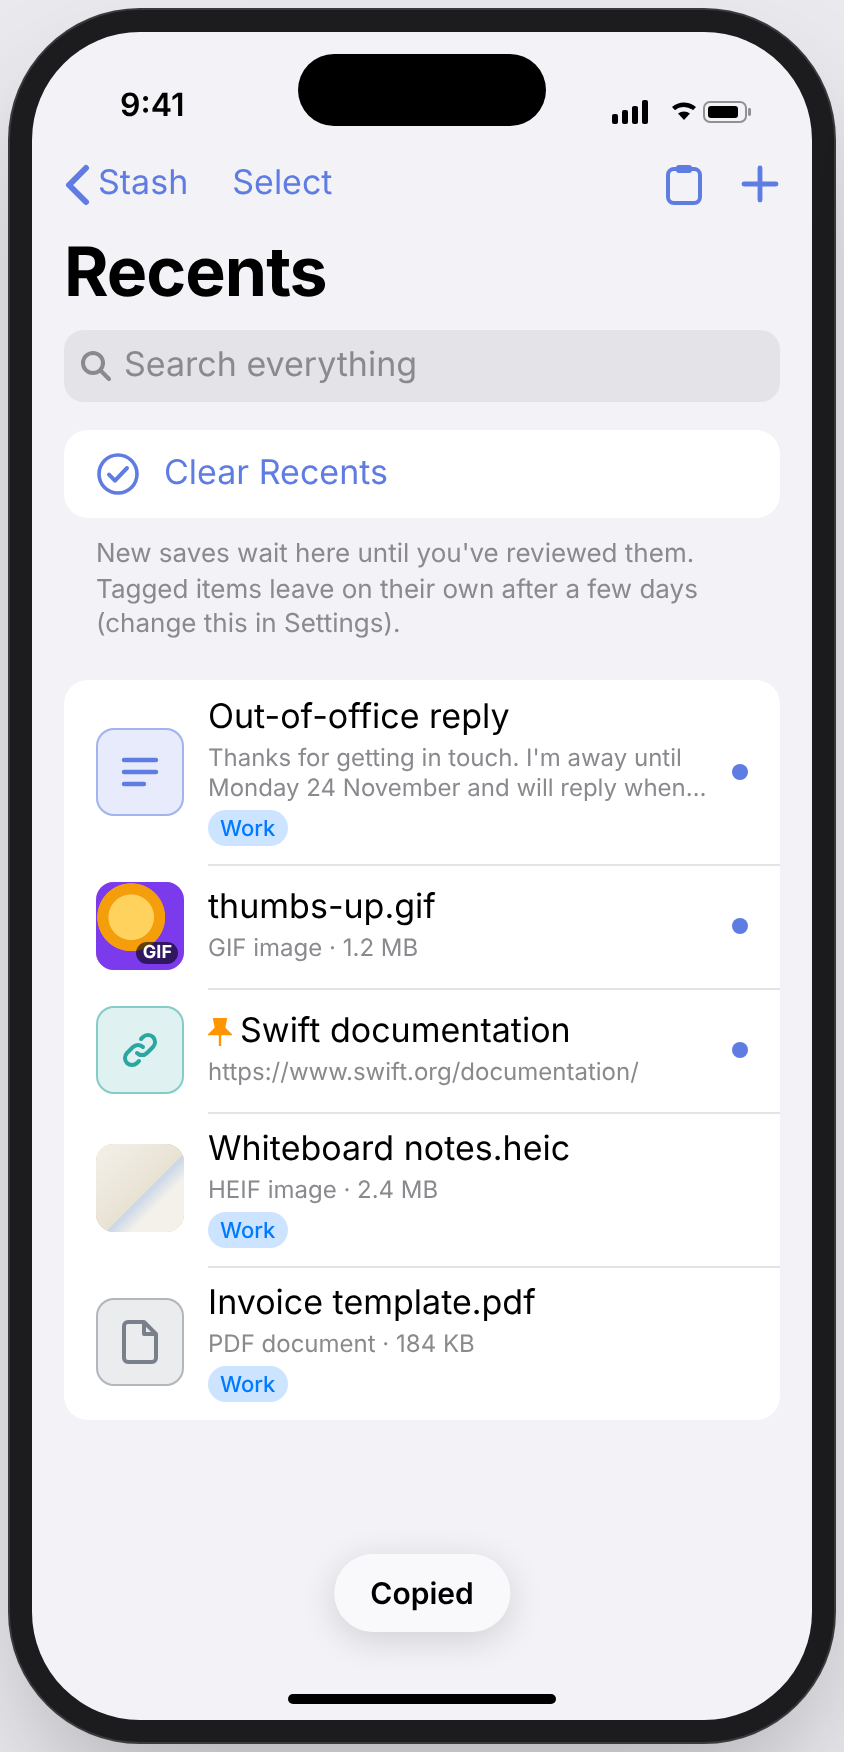 9:41
Stash
Select
Recents
Search everything
Clear Recents
New saves wait here until you've reviewed them.
Tagged items leave on their own after a few days
(change this in Settings).
Out-of-office reply
Thanks for getting in touch. I'm away until
Monday 24 November and will reply when...
Work
thumbs-up.gif
GIF image · 1.2 MB
GIF
Swift documentation
https://www.swift.org/documentation/
Whiteboard notes.heic
HEIF image · 2.4 MB
Work
Invoice template.pdf
PDF document · 184 KB
Work
Copied